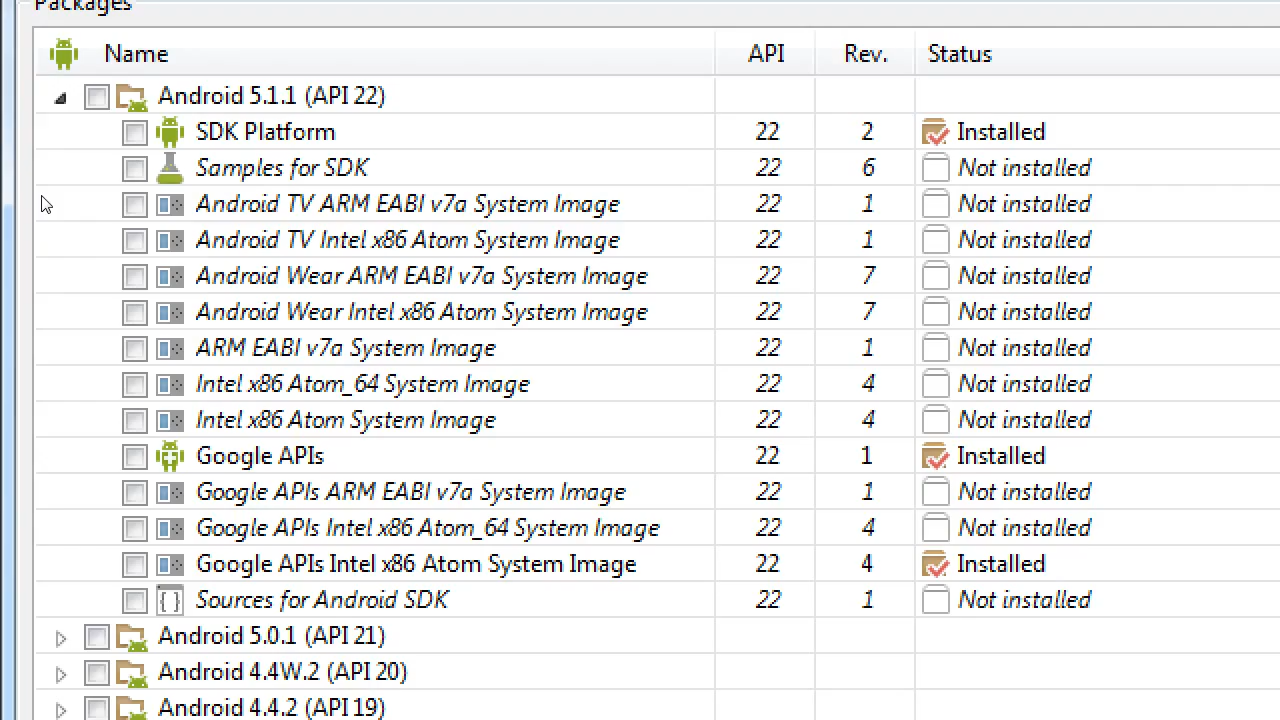 Packages
Name API Rev. Status
Android 5.1.1 (API 22)
SDK Platform 22 2 Installed
Samples for SDK 22 6 Not installed
Android TV ARM EABI v7a System Image 22 1 Not installed
Android TV Intel x86 Atom System Image 22 1 Not installed
Android Wear ARM EABI v7a System Image 22 7 Not installed
Android Wear Intel x86 Atom System Image 22 7 Not installed
ARM EABI v7a System Image 22 1 Not installed
Intel x86 Atom_64 System Image 22 4 Not installed
Intel x86 Atom System Image 22 4 Not installed
Google APIs 22 1 Installed
Google APIs ARM EABI v7a System Image 22 1 Not installed
Google APIs Intel x86 Atom_64 System Image 22 4 Not installed
Google APIs Intel x86 Atom System Image 22 4 Installed
Sources for Android SDK 22 1 Not installed
Android 5.0.1 (API 21)
Android 4.4W.2 (API 20)
Android 4.4.2 (API 19)